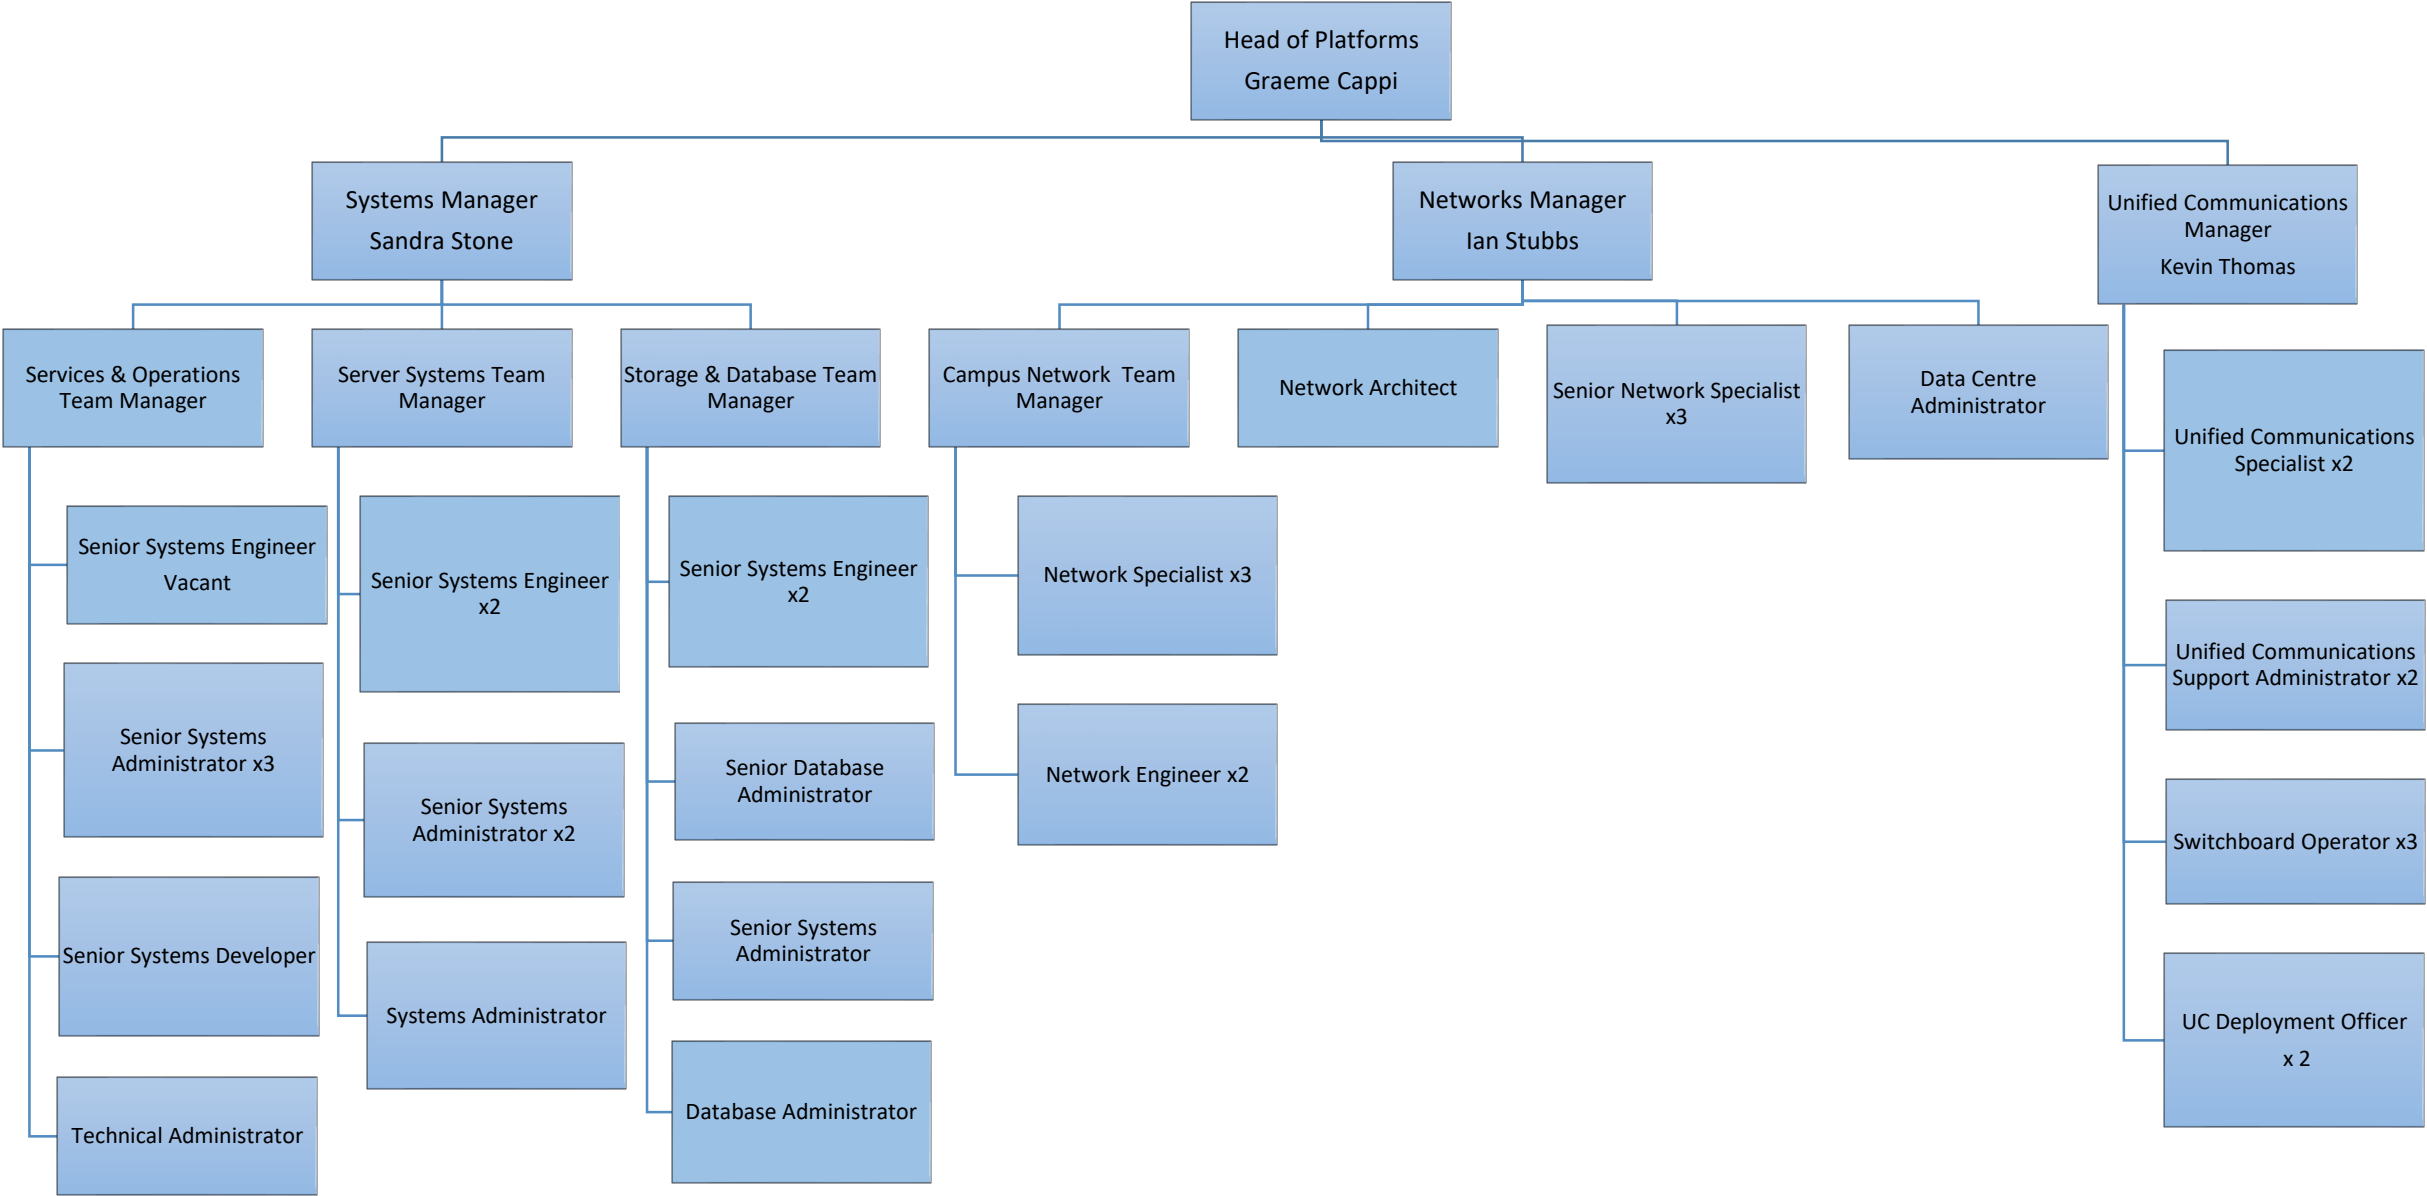 Head of Platforms
Graeme Cappi
Systems Manager
Sandra Stone
Networks Manager
Ian Stubbs
Unified Communications
Manager
Kevin Thomas
Services & Operations
Team Manager
Server Systems Team
Manager
Storage & Database Team
Manager
Campus Network  Team
Manager
Network Architect
Senior Network Specialist
x3
Data Centre
Administrator
Senior Systems Engineer
Vacant
Senior Systems
Administrator x3
Senior Systems Developer
Technical Administrator
Senior Systems Engineer
x2
Senior Systems
Administrator x2
Systems Administrator
Senior Systems Engineer
x2
Senior Database
Administrator
Senior Systems
Administrator
Database Administrator
Network Specialist x3
Network Engineer x2
Unified Communications
Specialist x2
Unified Communications
Support Administrator x2
Switchboard Operator x3
UC Deployment Officer
x 2